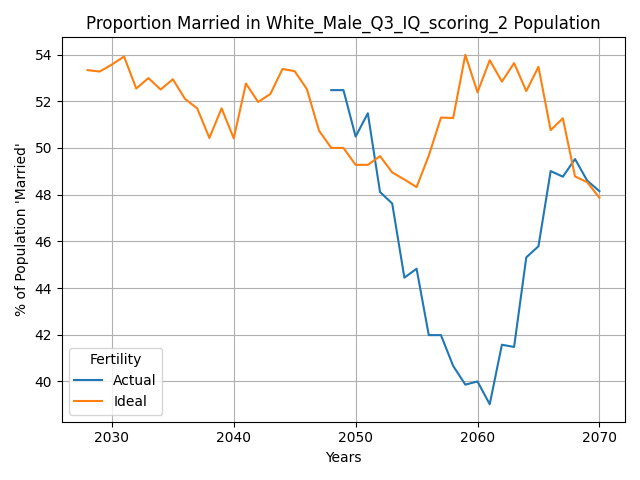 Proportion Married in White_Male_Q3_IQ_scoring_2 Population
% of Population 'Married'
54
52
50
48
46
44
42
40
Fertility
Actual
Ideal
2030
2040
2050
2060
2070
Years